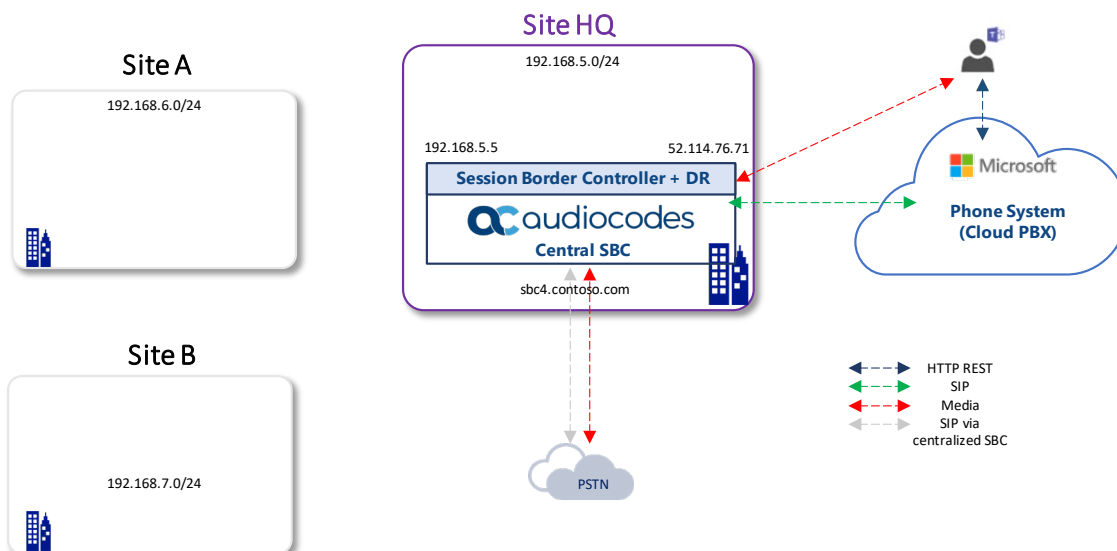 Site HQ
192.168.5.0/24
Site A
192.168.6.0/24
192.168.5.5
52.114.76.71
Session Border Controller + DR
audiocodes
Central SBC
sbc4.contoso.com
Microsoft
Phone System
(Cloud PBX)
Site B
192.168.7.0/24
PSTN
HTTP REST
SIP
Media
SIP via
centralized SBC